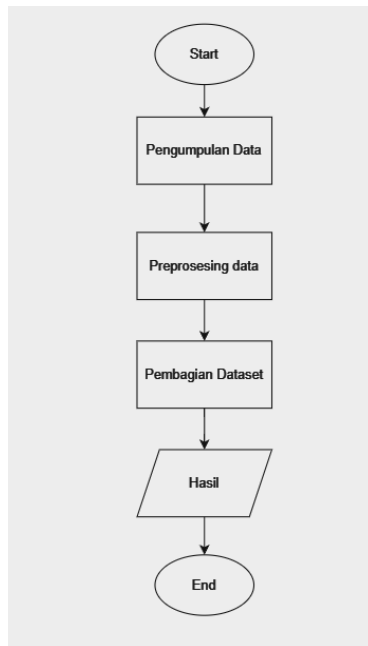 Start
Pengumpulan Data
Preprosesing data
Pembagian Dataset
Hasil
End